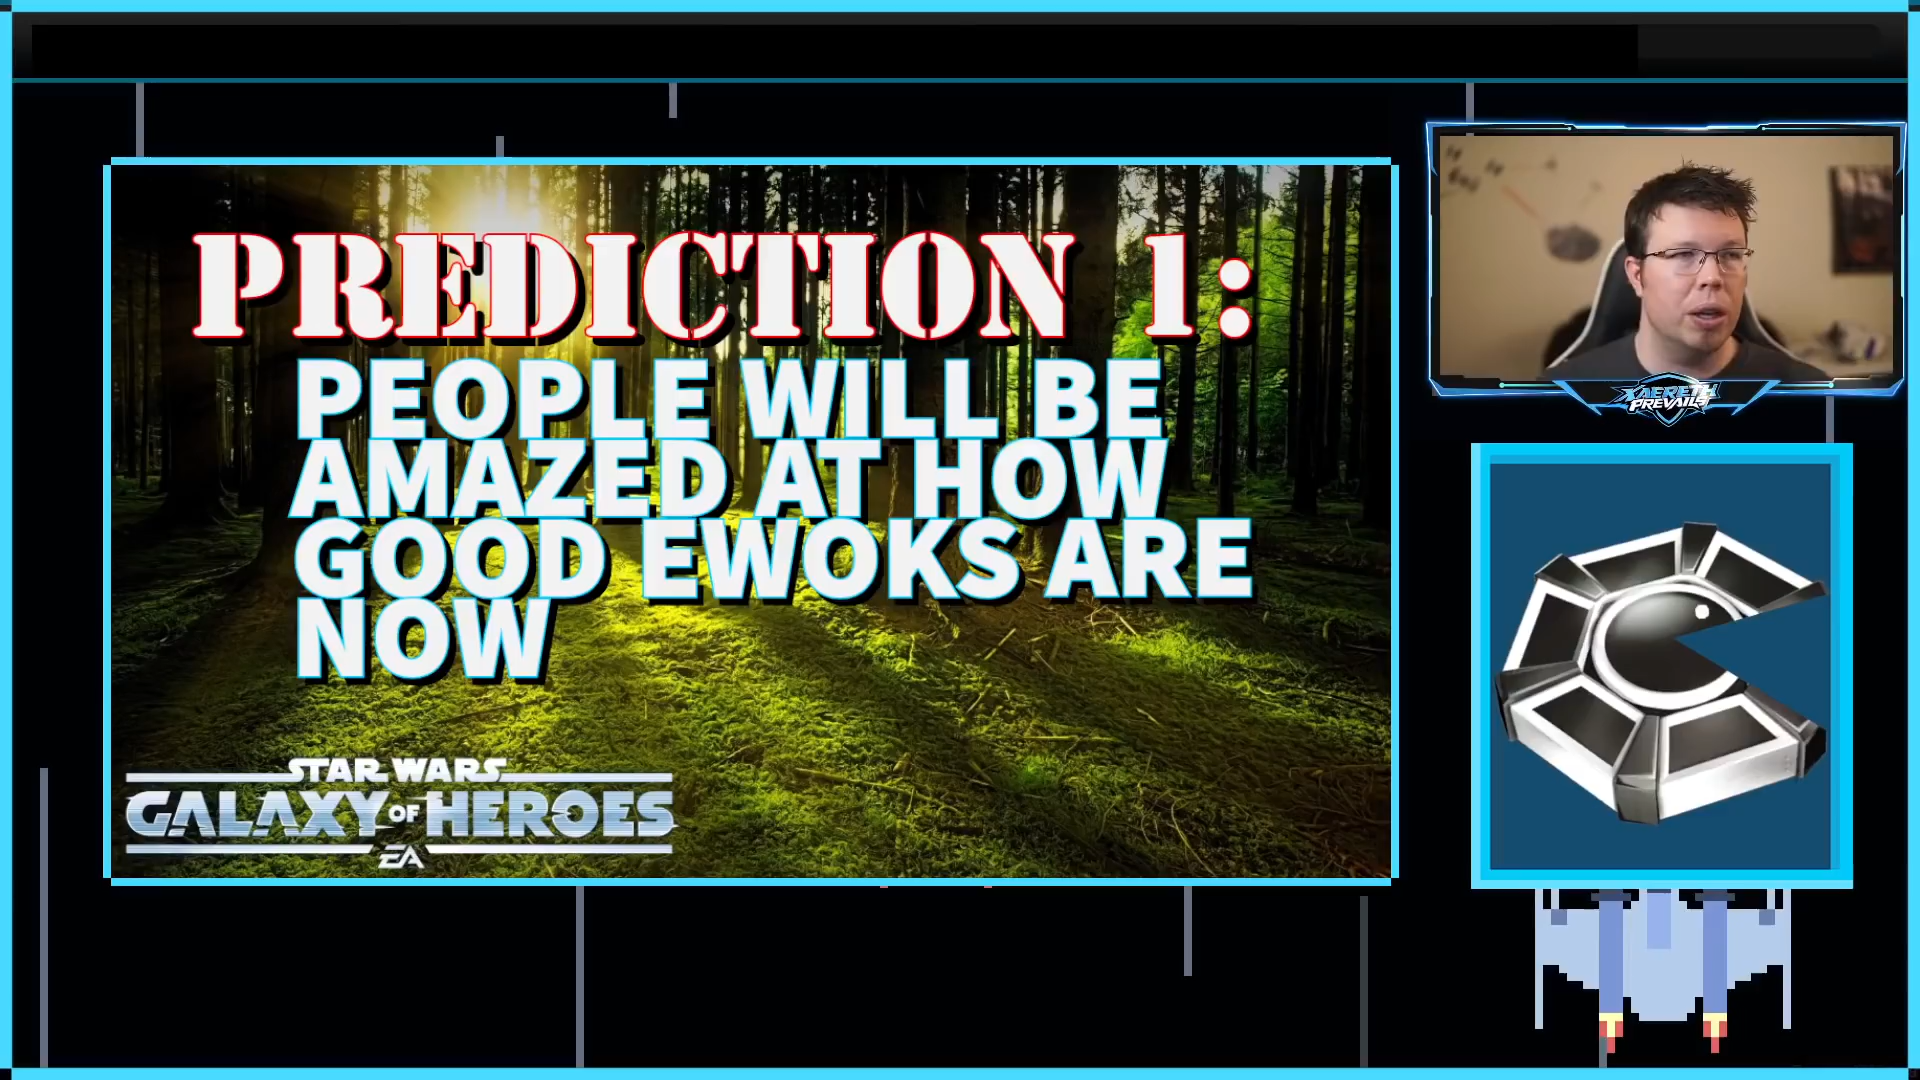 PREDICTION 1:
PEOPLE WILL BE
AMAZED AT HOW
GOOD EWOKS ARE
NOW
STAR WARS
GALAXY OF HEROES
EA
XAERETH
PREVAILS